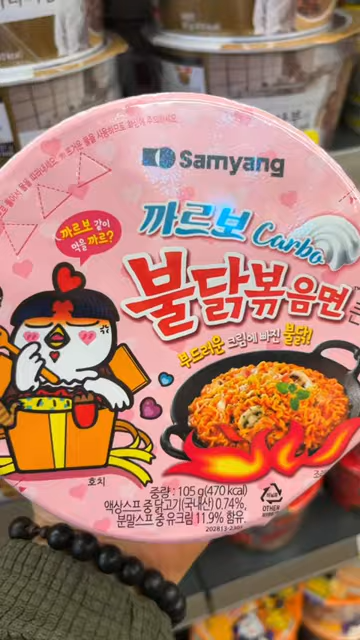 Samyang
까르보 Carbo
불닭볶음면
까르보 같이
먹을 까르?
부드러운 크림에 빠진 불닭!
호치
중량 : 105 g(470 kcal)
액상스프 중 닭고기(국내산) 0.74%,
분말스프 중 유크림 11.9% 함유.
OTHER